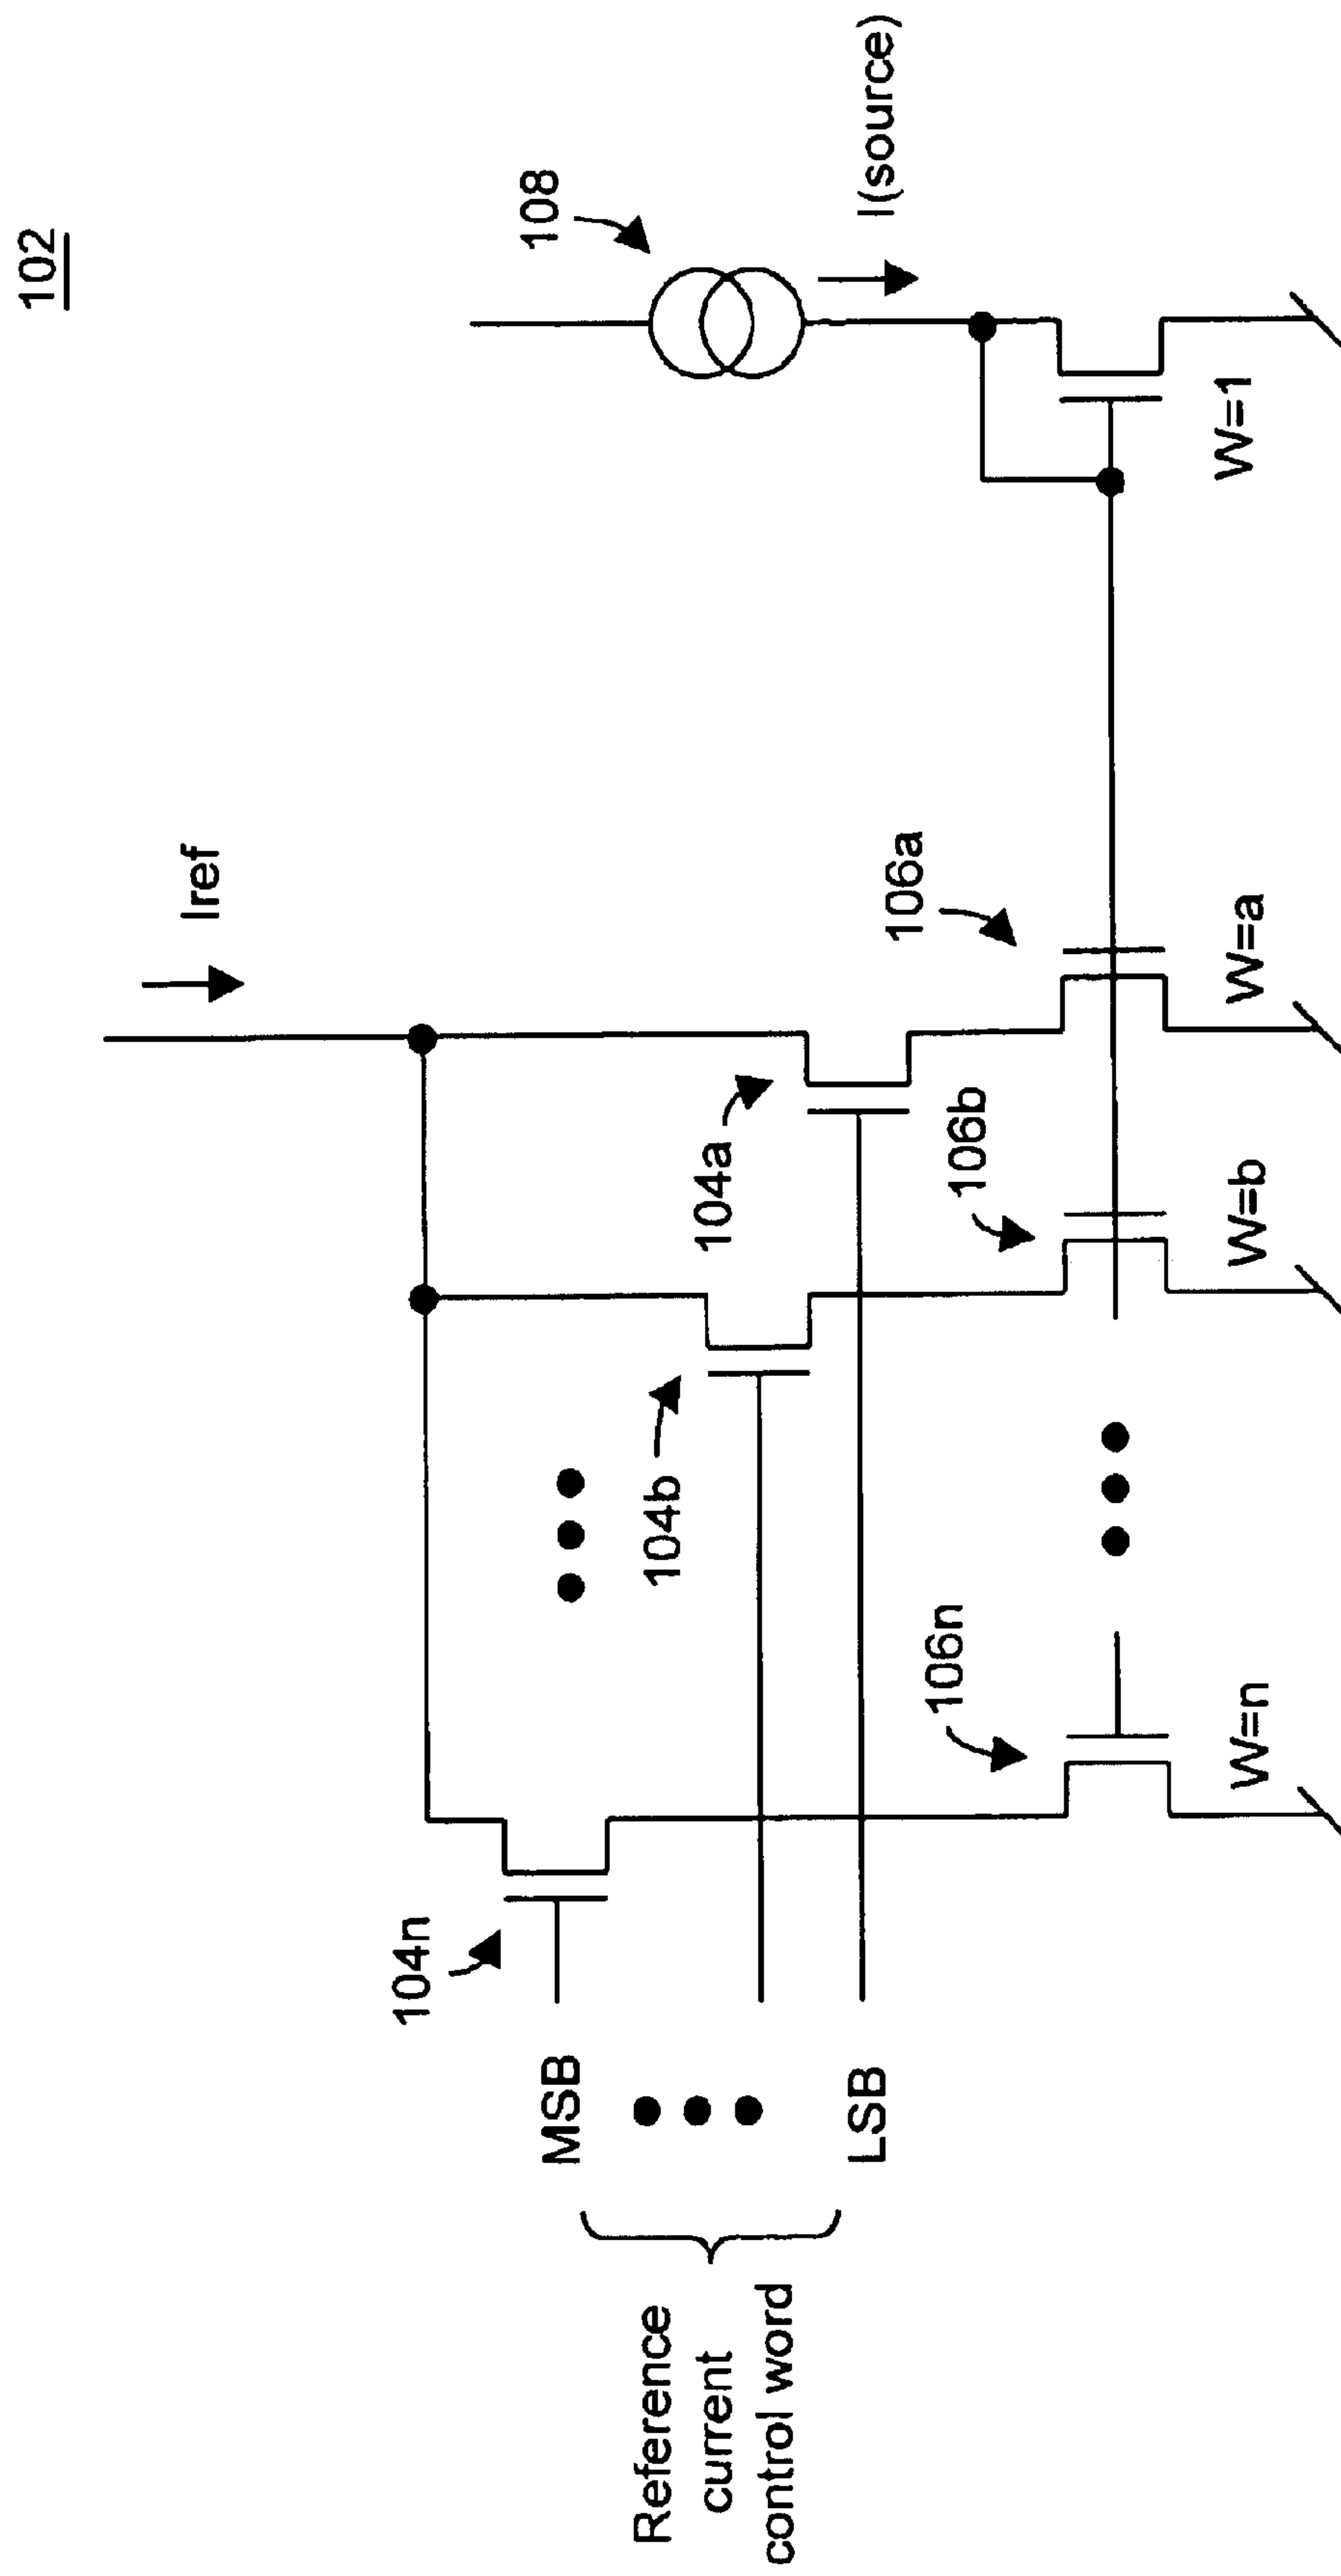 102
Iref
108
I(source)
104n
104b
104a
106n
106b
106a
MSB
LSB
Reference
current
control word
W=n
W=b
W=a
W=1